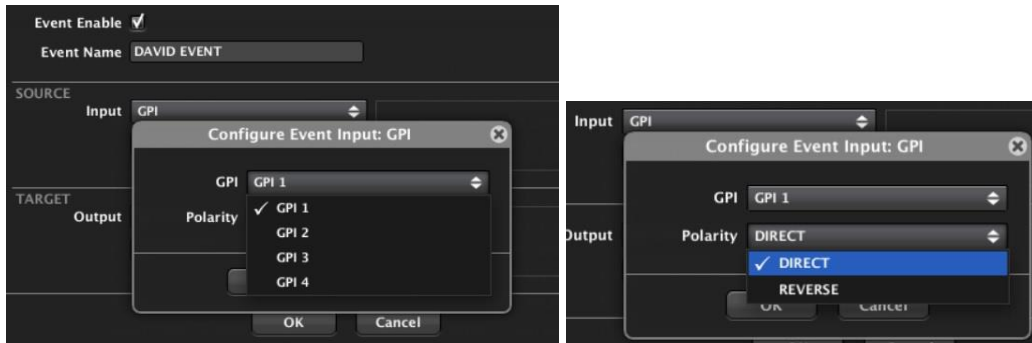 Event Enable
Event Name DAVID EVENT
SOURCE
Input GPI
Configure Event Input: GPI
GPI GPI 1
TARGET
Output
Polarity
GPI 1
GPI 2
GPI 3
GPI 4
OK Cancel
Input GPI
Configure Event Input: GPI
GPI GPI 1
Output
Polarity DIRECT
DIRECT
REVERSE
OK Cancel